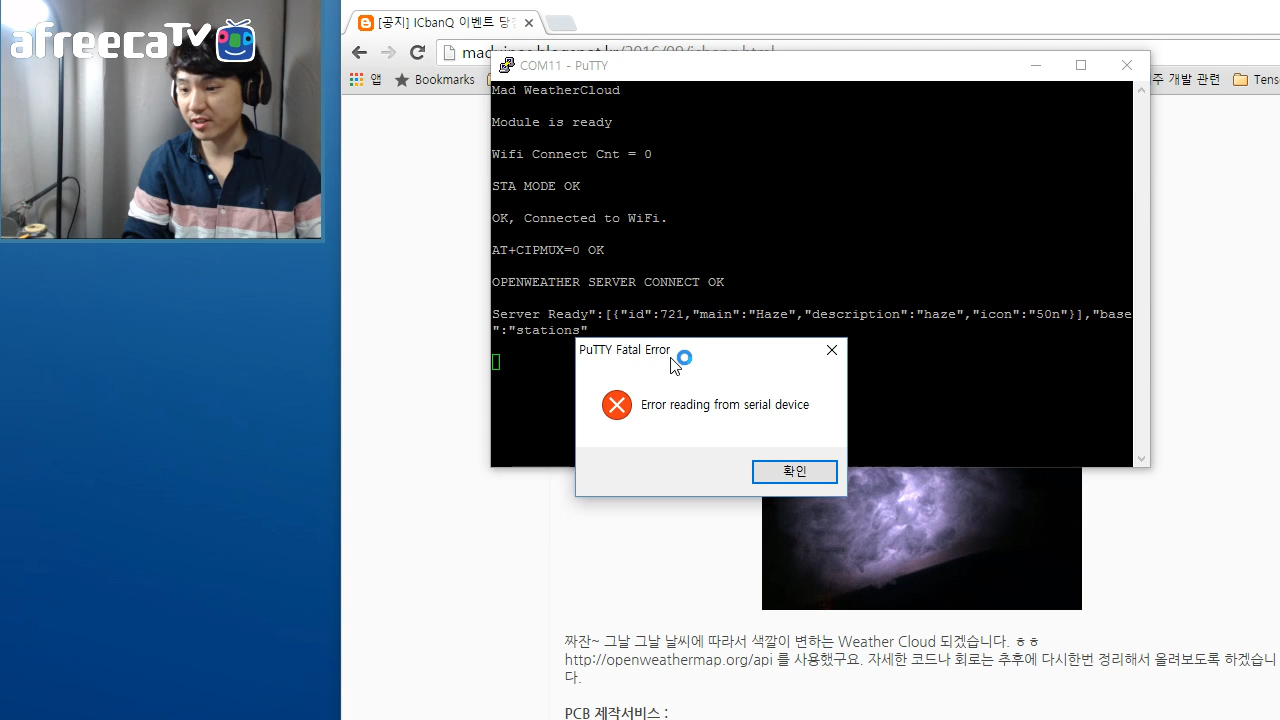 afreecaTV
[공지] ICbanQ 이벤트 당
앱
Bookmarks
주 개발 관련
Tens
COM11 - PuTTY
Mad WeatherCloud
Module is ready
Wifi Connect Cnt = 0
STA MODE OK
OK, Connected to WiFi.
AT+CIPMUX=0 OK
OPENWEATHER SERVER CONNECT OK
Server Ready":[{"id":721,"main":"Haze","description":"haze","icon":"50n"}],"base
":"stations"
PuTTY Fatal Error
Error reading from serial device
확인
짜잔~ 그날 그날 날씨에 따라서 색깔이 변하는 Weather Cloud 되겠습니다. ㅎㅎ
http://openweathermap.org/api 를 사용했구요. 자세한 코드나 회로는 추후에 다시한번 정리해서 올려보도록 하겠습니
다.
PCB 제작서비스 :